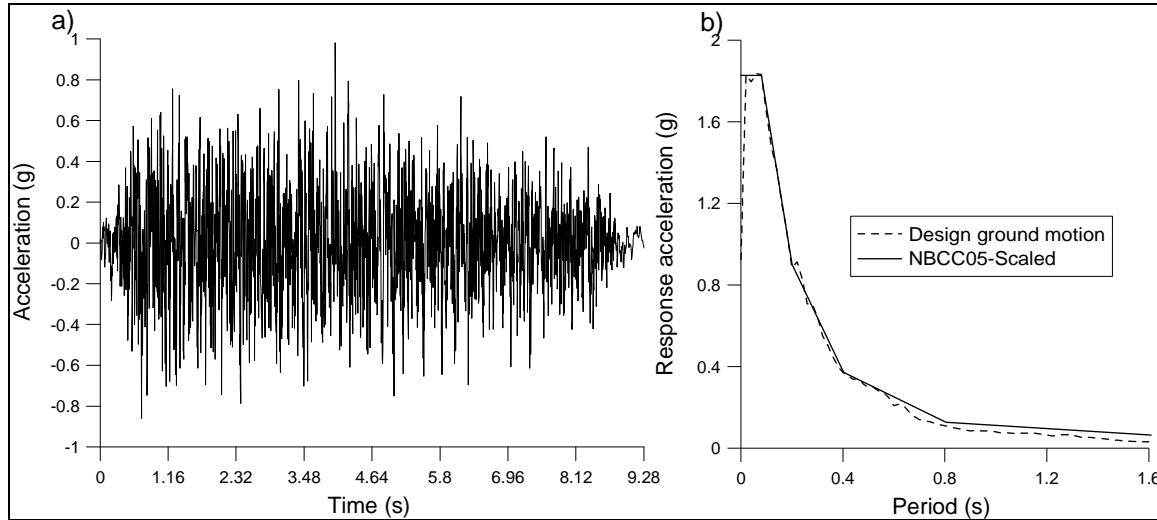 a)
Acceleration (g)
1
0.8
0.6
0.4
0.2
0
-0.2
-0.4
-0.6
-0.8
-1
0 1.16 2.32 3.48 4.64 5.8 6.96 8.12 9.28
Time (s)
b)
Response acceleration (g)
2
1.6
1.2
0.8
0.4
0
Design ground motion
NBCC05-Scaled
0 0.4 0.8 1.2 1.6
Period (s)